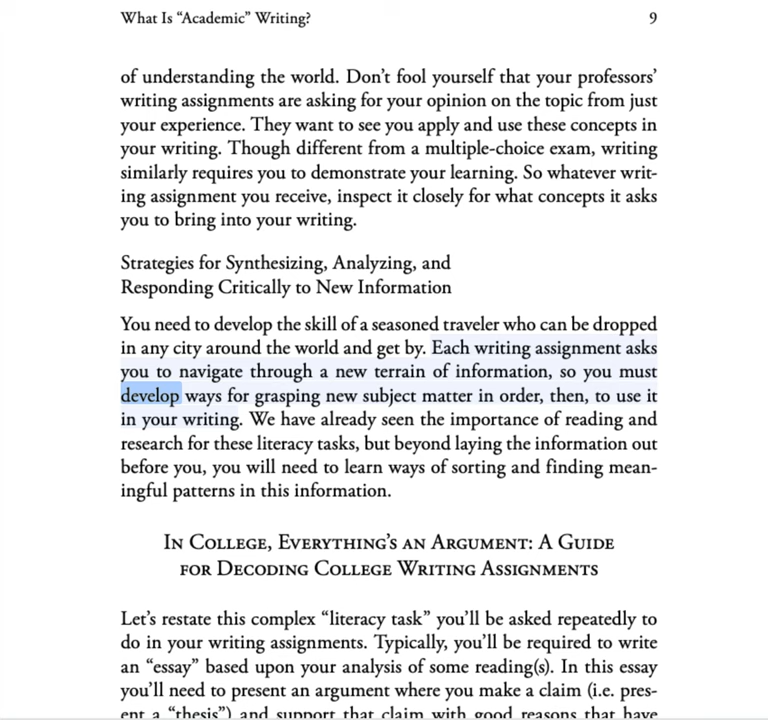 What Is “Academic” Writing? 9
of understanding the world. Don’t fool yourself that your professors’
writing assignments are asking for your opinion on the topic from just
your experience. They want to see you apply and use these concepts in
your writing. Though different from a multiple-choice exam, writing
similarly requires you to demonstrate your learning. So whatever writ-
ing assignment you receive, inspect it closely for what concepts it asks
you to bring into your writing.
Strategies for Synthesizing, Analyzing, and
Responding Critically to New Information
You need to develop the skill of a seasoned traveler who can be dropped
in any city around the world and get by. Each writing assignment asks
you to navigate through a new terrain of information, so you must
develop ways for grasping new subject matter in order, then, to use it
in your writing. We have already seen the importance of reading and
research for these literacy tasks, but beyond laying the information out
before you, you will need to learn ways of sorting and finding mean-
ingful patterns in this information.
In College, Everything’s an Argument: A Guide
for Decoding College Writing Assignments
Let’s restate this complex “literacy task” you’ll be asked repeatedly to
do in your writing assignments. Typically, you’ll be required to write
an “essay” based upon your analysis of some reading(s). In this essay
you’ll need to present an argument where you make a claim (i.e. pres-
ent a “thesis”) and support that claim with good reasons that have